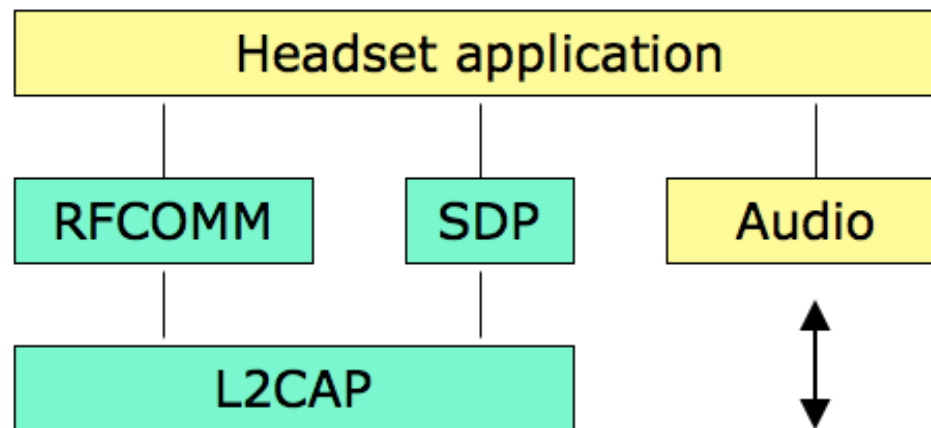 Headset application
RFCOMM
SDP
Audio
L2CAP